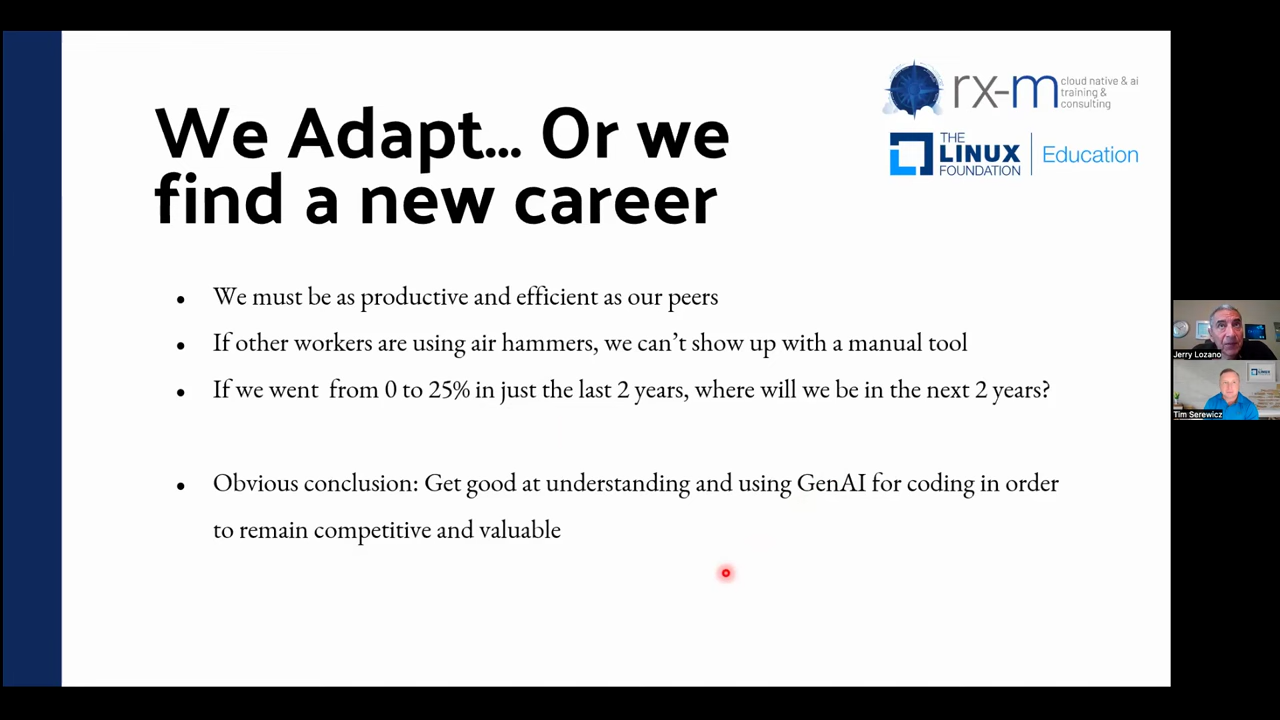 We Adapt... Or we
find a new career
rx-m cloud native & ai
training &
consulting
THE
LINUX
FOUNDATION
Education
• We must be as productive and efficient as our peers
• If other workers are using air hammers, we can’t show up with a manual tool
• If we went from 0 to 25% in just the last 2 years, where will we be in the next 2 years?
• Obvious conclusion: Get good at understanding and using GenAI for coding in order
to remain competitive and valuable
Jerry Lozano
Tim Serewicz